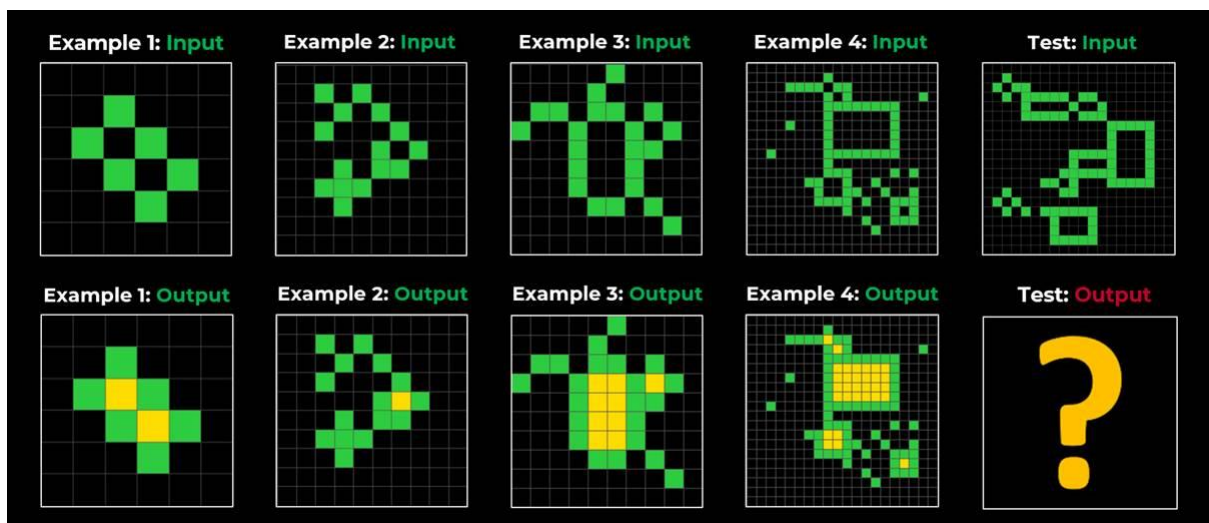 Example 1: Input
Example 2: Input
Example 3: Input
Example 4: Input
Test: Input
Example 1: Output
Example 2: Output
Example 3: Output
Example 4: Output
Test: Output
?